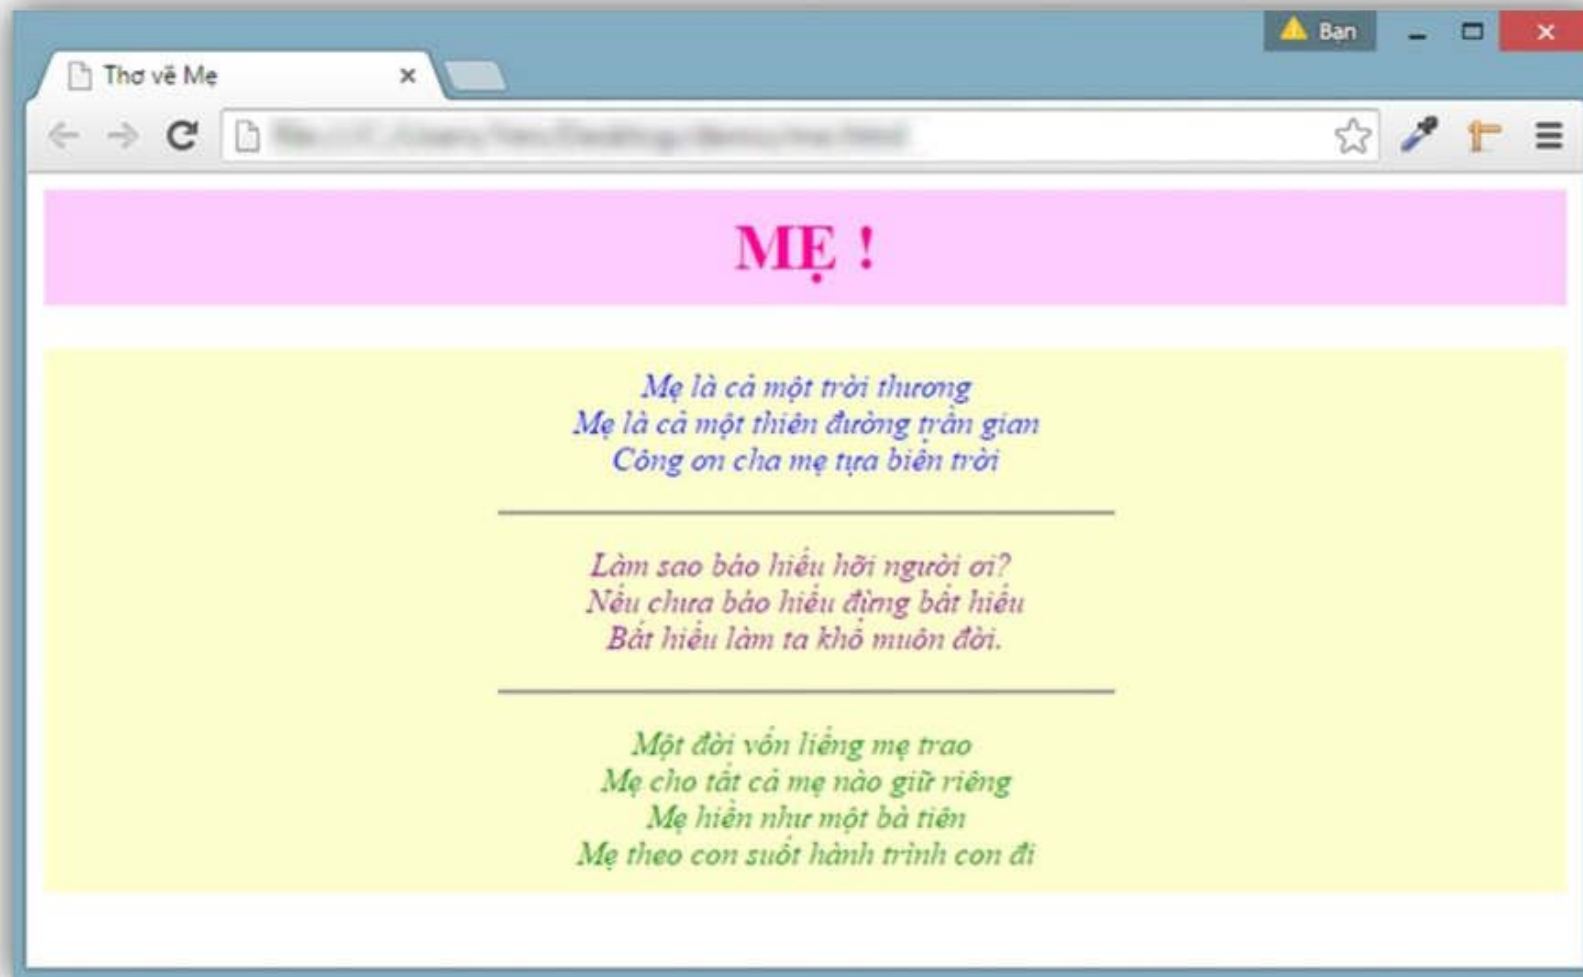 Bạn
Thơ về Mẹ
MẸ !
Mẹ là cả một trời thương
Mẹ là cả một thiên đường trần gian
Công ơn cha mẹ tựa biển trời
Làm sao báo hiếu hỡi người ơi?
Nếu chưa báo hiếu đừng bất hiếu
Bất hiếu làm ta khổ muôn đời.
Một đời vốn liếng mẹ trao
Mẹ cho tất cả mẹ nào giữ riêng
Mẹ hiền như một bà tiên
Mẹ theo con suốt hành trình con đi